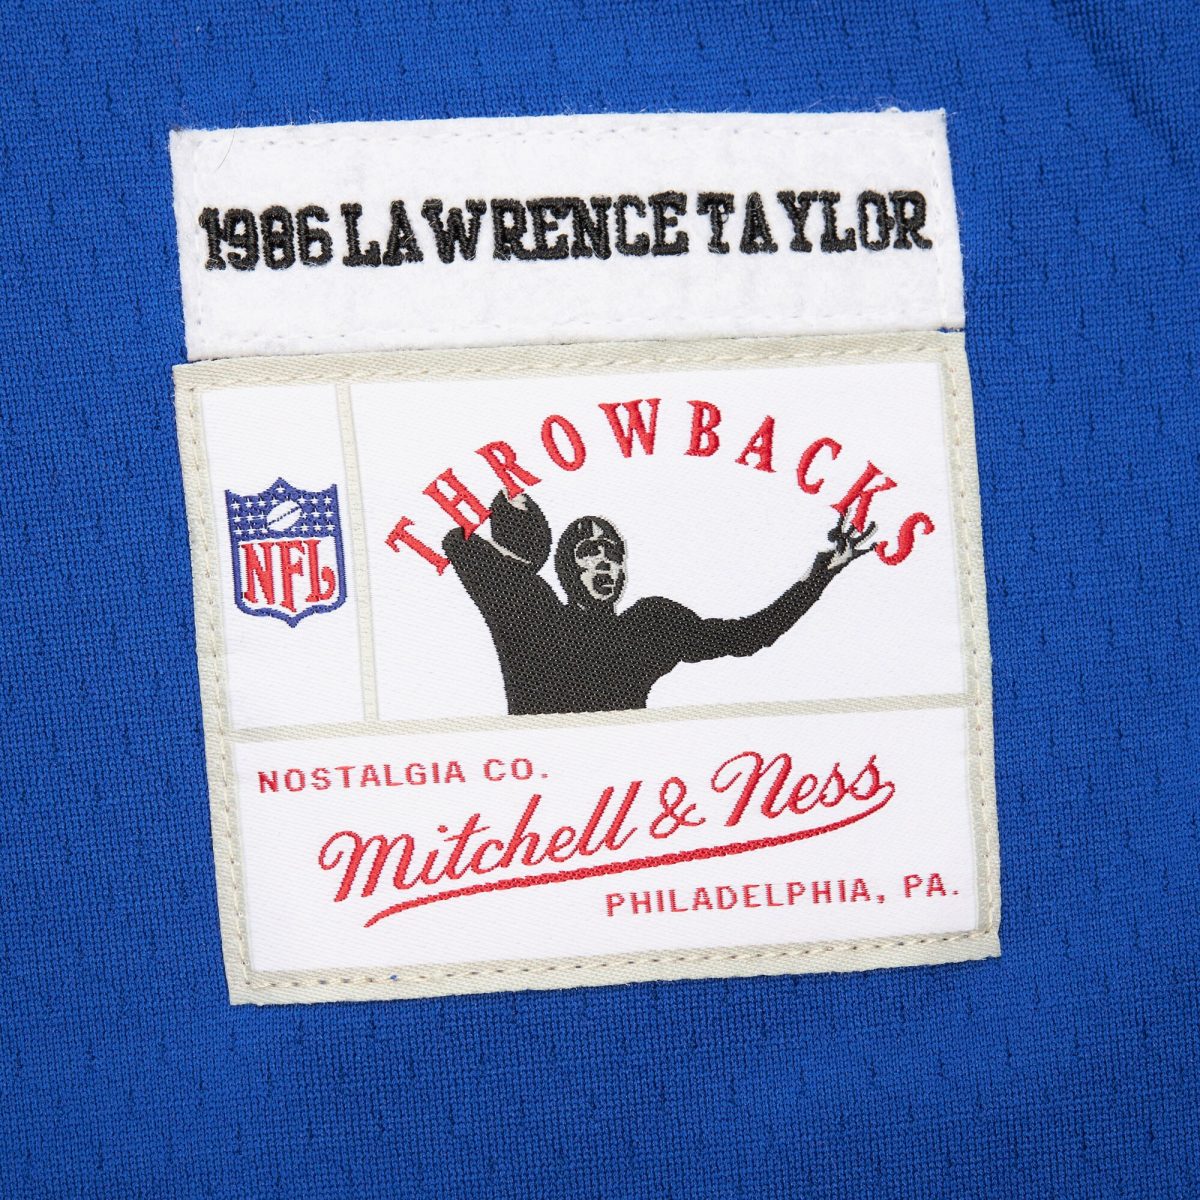 1986 LAWRENCE TAYLOR
THROWBACKS
NFL
NOSTALGIA CO.
Mitchell & Ness
PHILADELPHIA, PA.